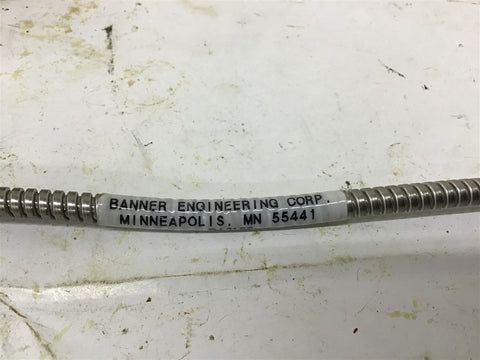 BANNER ENGINEERING CORP.
MINNEAPOLIS, MN 55441